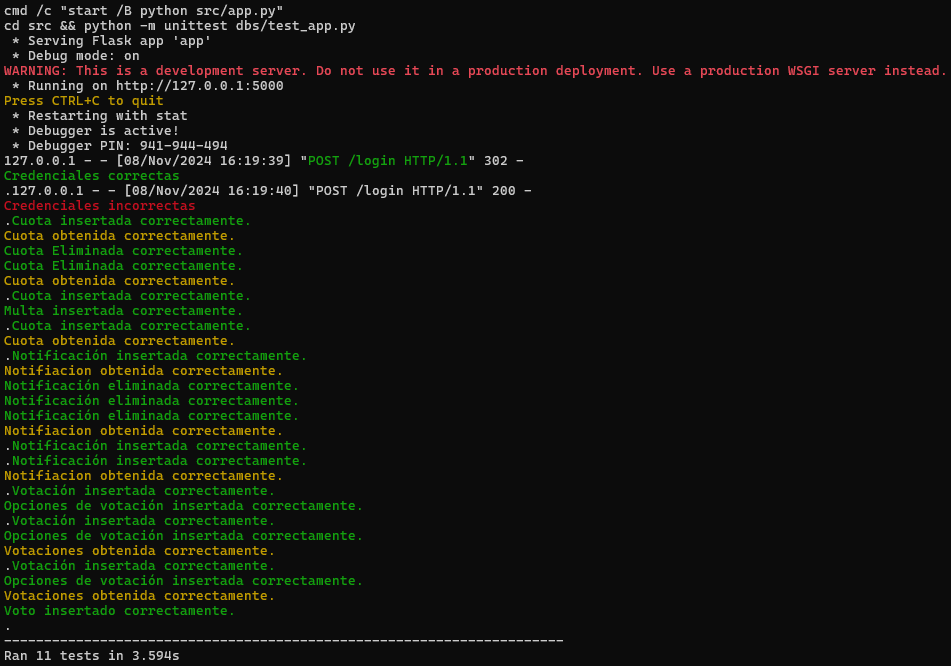 cmd /c "start /B python src/app.py"
cd src && python -m unittest dbs/test_app.py
 * Serving Flask app 'app'
 * Debug mode: on
WARNING: This is a development server. Do not use it in a production deployment. Use a production WSGI server instead.
 * Running on http://127.0.0.1:5000
Press CTRL+C to quit
 * Restarting with stat
 * Debugger is active!
 * Debugger PIN: 941-944-494
127.0.0.1 - - [08/Nov/2024 16:19:39] "POST /login HTTP/1.1" 302 -
Credenciales correctas
.127.0.0.1 - - [08/Nov/2024 16:19:40] "POST /login HTTP/1.1" 200 -
Credenciales incorrectas
.Cuota insertada correctamente.
Cuota obtenida correctamente.
Cuota Eliminada correctamente.
Cuota Eliminada correctamente.
Cuota obtenida correctamente.
.Cuota insertada correctamente.
Multa insertada correctamente.
.Cuota insertada correctamente.
Cuota obtenida correctamente.
.Notificación insertada correctamente.
Notifiacion obtenida correctamente.
Notificación eliminada correctamente.
Notificación eliminada correctamente.
Notificación eliminada correctamente.
Notifiacion obtenida correctamente.
.Notificación insertada correctamente.
.Notificación insertada correctamente.
Notifiacion obtenida correctamente.
.Votación insertada correctamente.
Opciones de votación insertada correctamente.
.Votación insertada correctamente.
Opciones de votación insertada correctamente.
Votaciones obtenida correctamente.
.Votación insertada correctamente.
Opciones de votación insertada correctamente.
Votaciones obtenida correctamente.
Voto insertado correctamente.
.
----------------------------------------------------------------------
Ran 11 tests in 3.594s